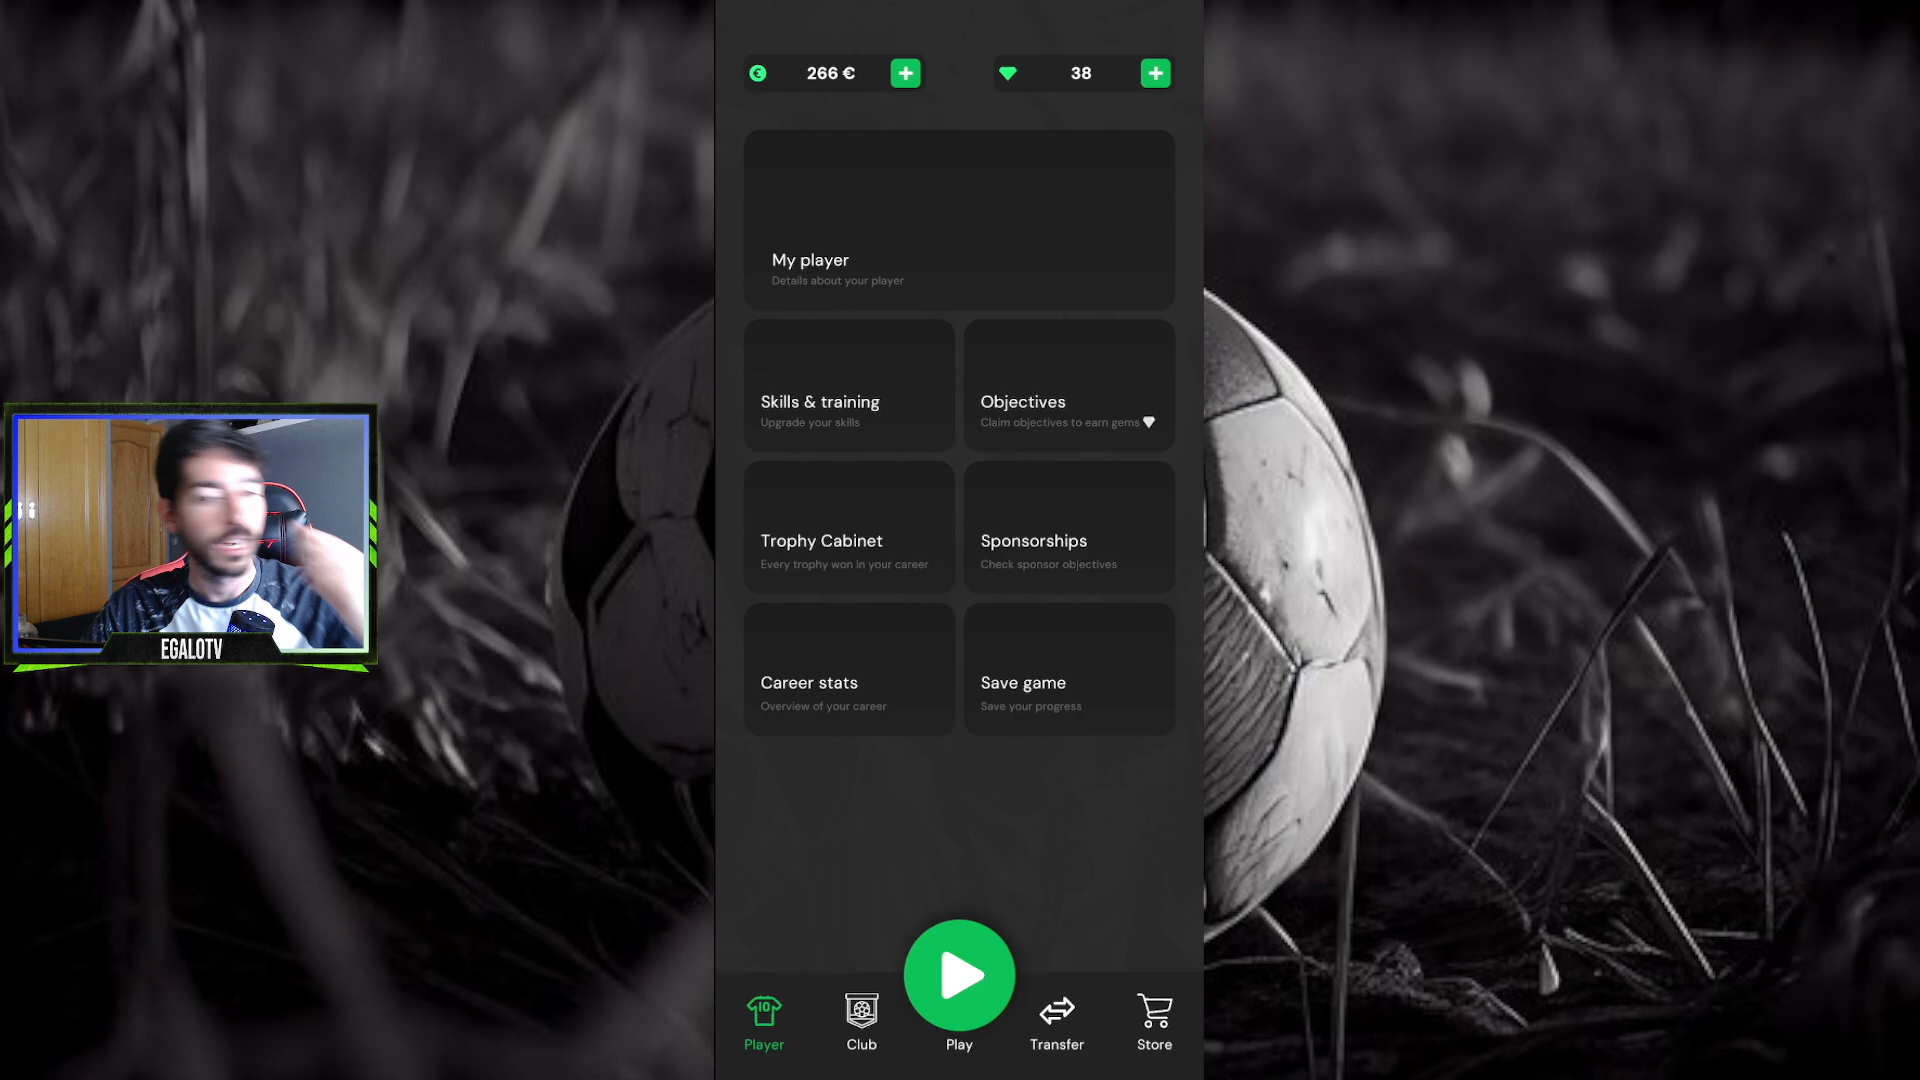 266 €
38
My player
Details about your player
Skills & training
Upgrade your skills
Objectives
Claim objectives to earn gems
Trophy Cabinet
Every trophy won in your career
Sponsorships
Check sponsor objectives
Career stats
Overview of your career
Save game
Save your progress
EGALOTV
10
Player
Club
Play
Transfer
Store